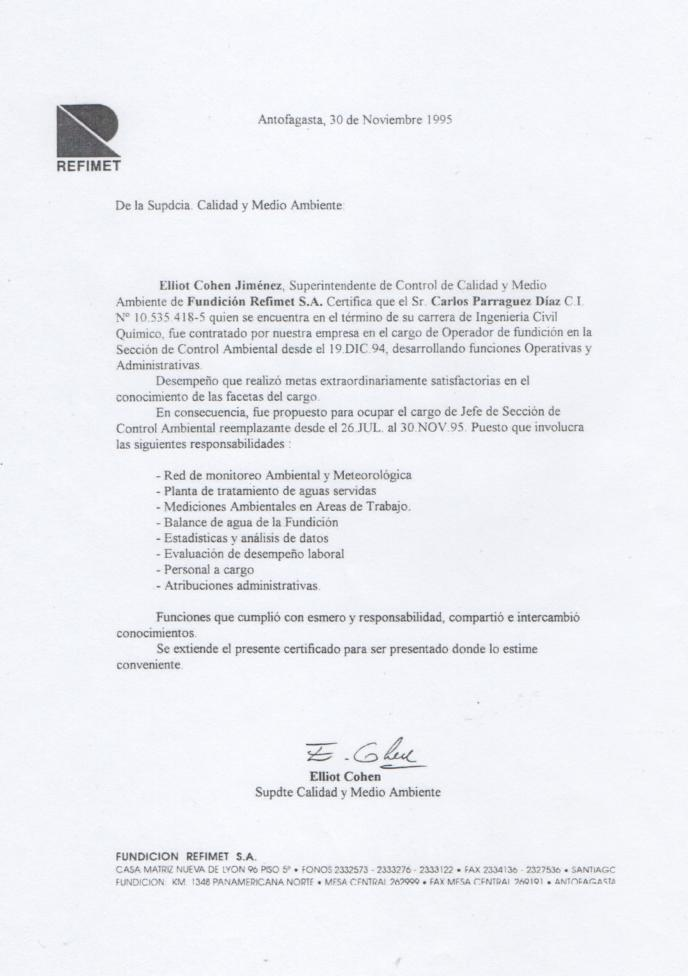 Antofagasta, 30 de Noviembre 1995
REFIMET
De la Supdcia. Calidad y Medio Ambiente:
Elliot Cohen Jiménez, Superintendente de Control de Calidad y Medio
Ambiente de Fundición Refimet S.A. Certifica que el Sr. Carlos Parraguez Díaz C.I.
N° 10.535.418-5 quien se encuentra en el término de su carrera de Ingeniería Civil
Químico, fue contratado por nuestra empresa en el cargo de Operador de fundición en la
Sección de Control Ambiental desde el 19.DIC.94, desarrollando funciones Operativas y
Administrativas.
Desempeño que realizó metas extraordinariamente satisfactorias en el
conocimiento de las facetas del cargo.
En consecuencia, fue propuesto para ocupar el cargo de Jefe de Sección de
Control Ambiental reemplazante desde el 26.JUL. al 30.NOV.95. Puesto que involucra
las siguientes responsabilidades :
- Red de monitoreo Ambiental y Meteorológica
- Planta de tratamiento de aguas servidas
- Mediciones Ambientales en Areas de Trabajo.
- Balance de agua de la Fundición
- Estadísticas y análisis de datos
- Evaluación de desempeño laboral
- Personal a cargo
- Atribuciones administrativas.
Funciones que cumplió con esmero y responsabilidad, compartió e intercambió
conocimientos.
Se extiende el presente certificado para ser presentado donde lo estime
conveniente.
E. Cohen
Elliot Cohen
Supdte Calidad y Medio Ambiente
FUNDICION REFIMET S.A.
CASA MATRIZ NUEVA DE LYON 96 PISO 5° • FONOS 2332573 - 2333276 - 2333122 • FAX 2334136 - 2327536 • SANTIAGO
FUNDICION: KM. 1348 PANAMERICANA NORTE • MESA CENTRAL 262999 • FAX MESA CENTRAL 269191 • ANTOFAGASTA